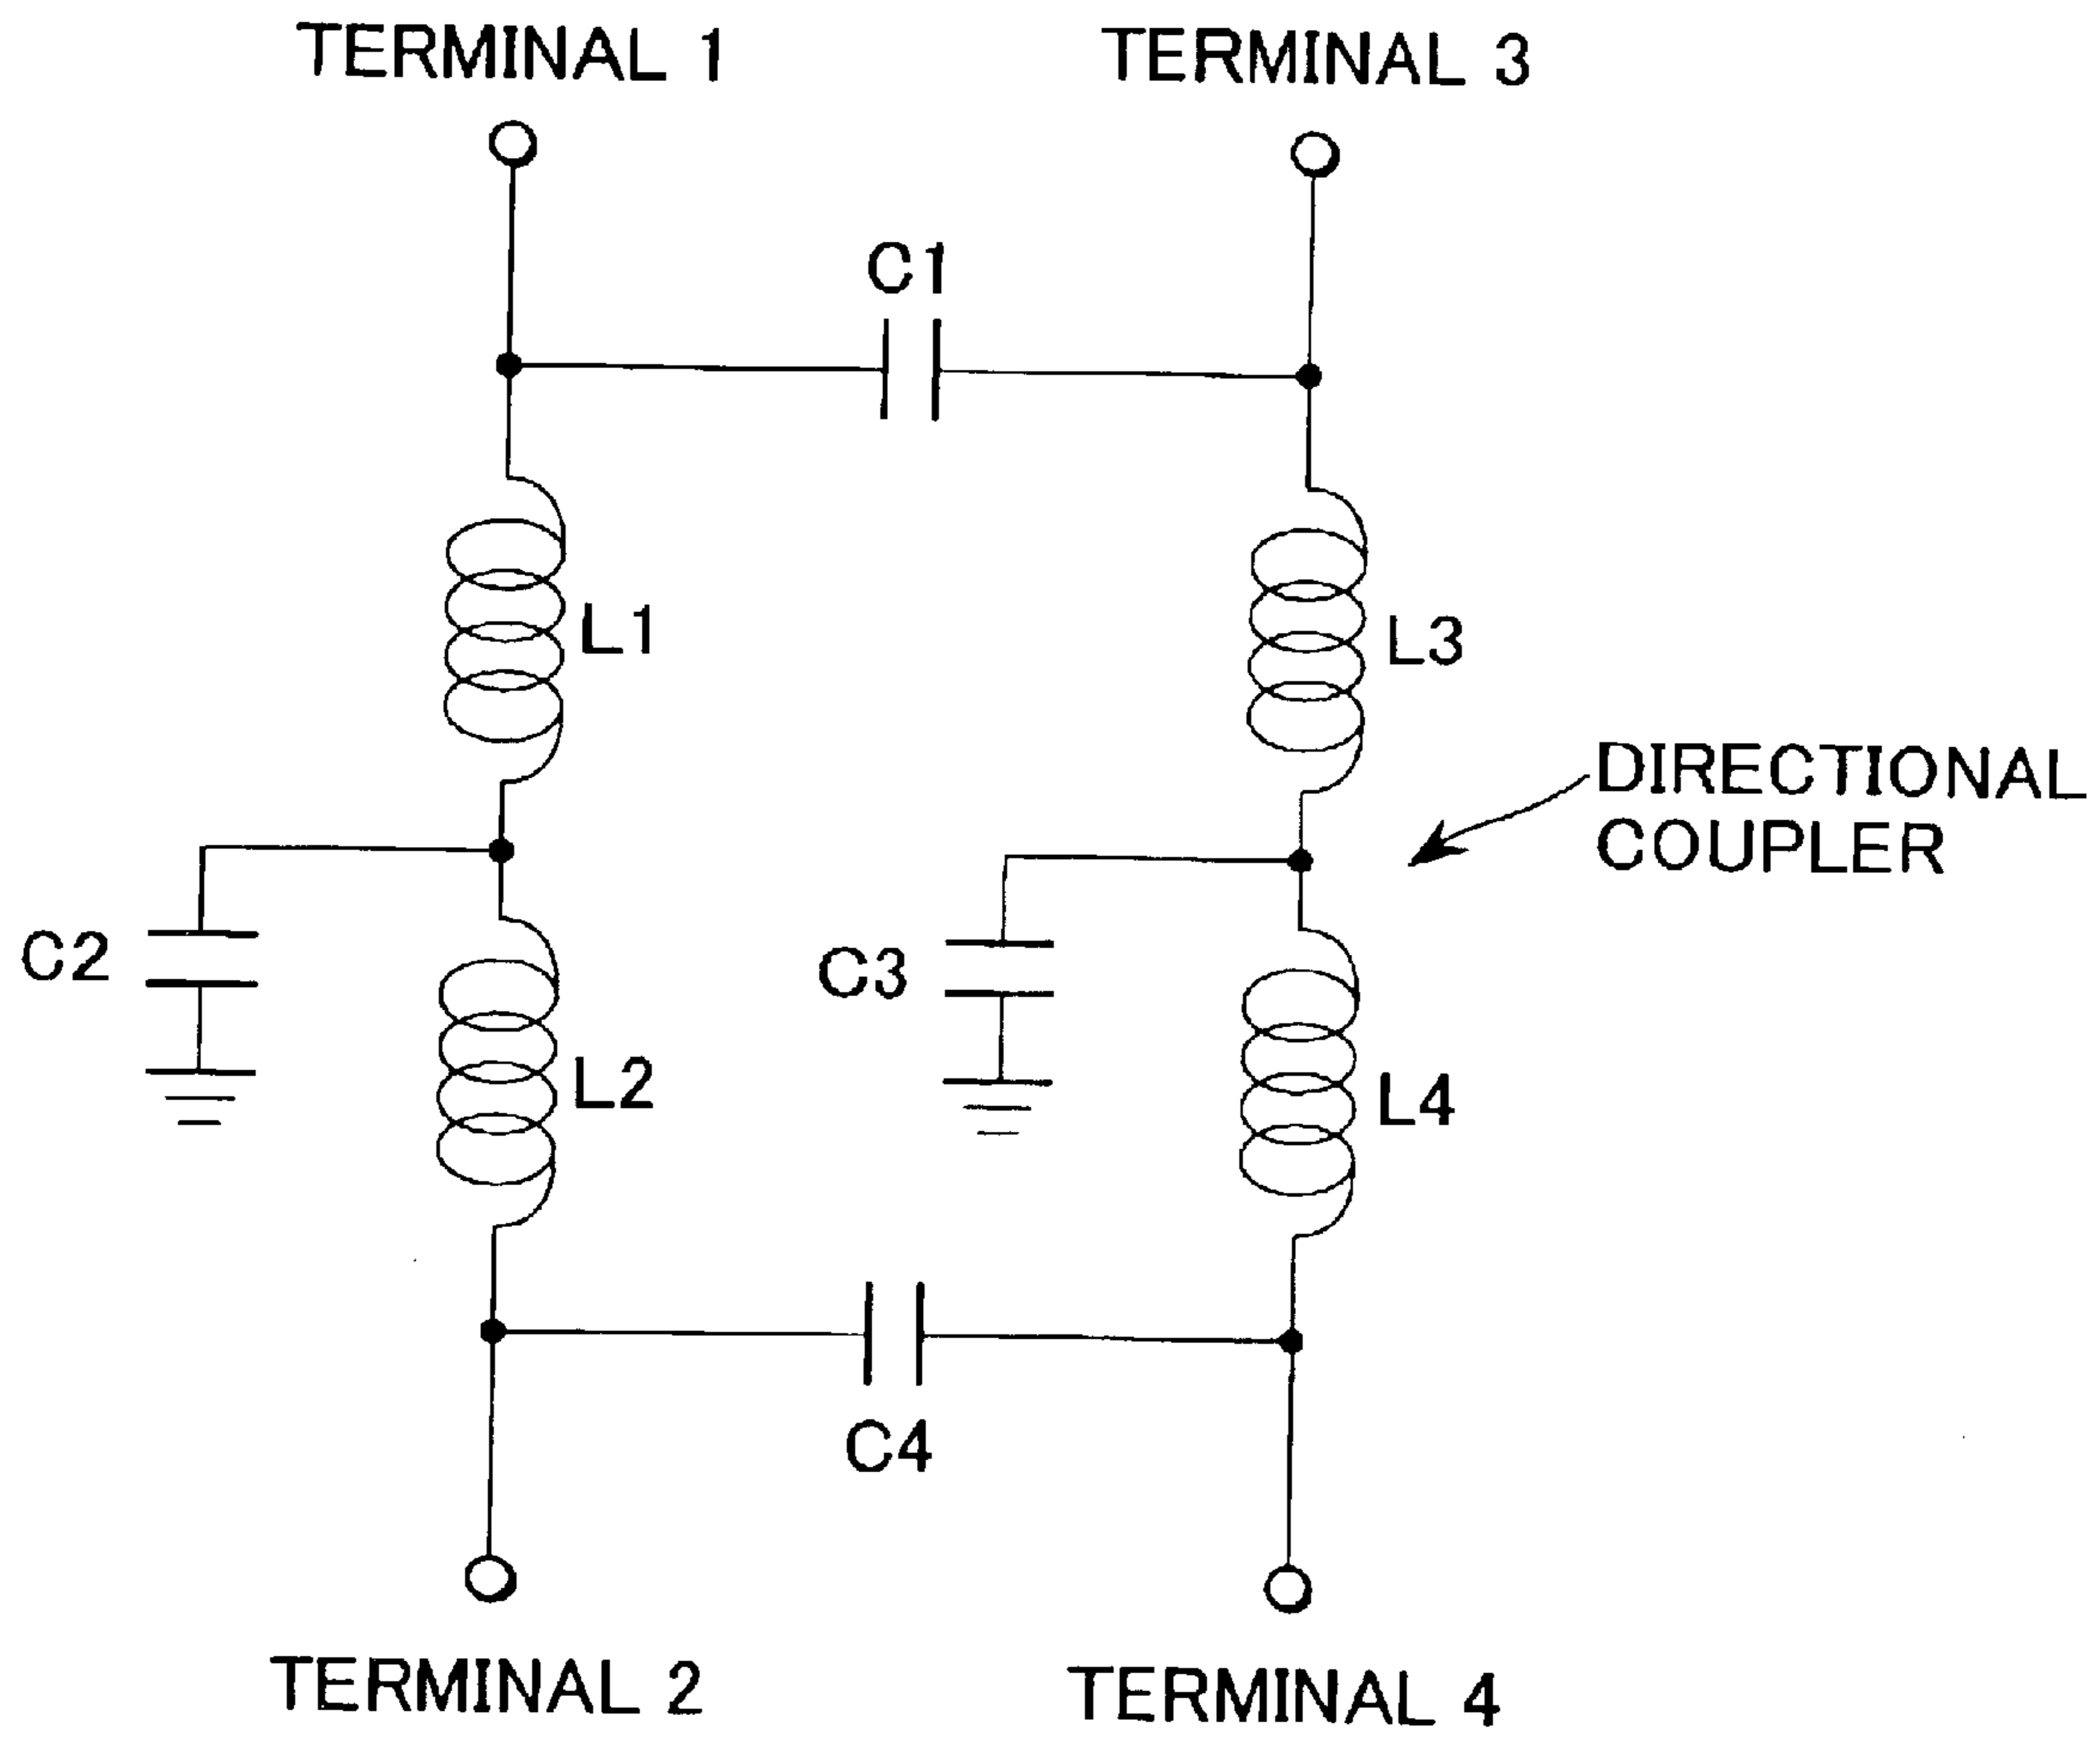 TERMINAL 1
TERMINAL 3
C1
L1
L3
DIRECTIONAL
COUPLER
C2
C3
L2
L4
C4
TERMINAL 2
TERMINAL 4